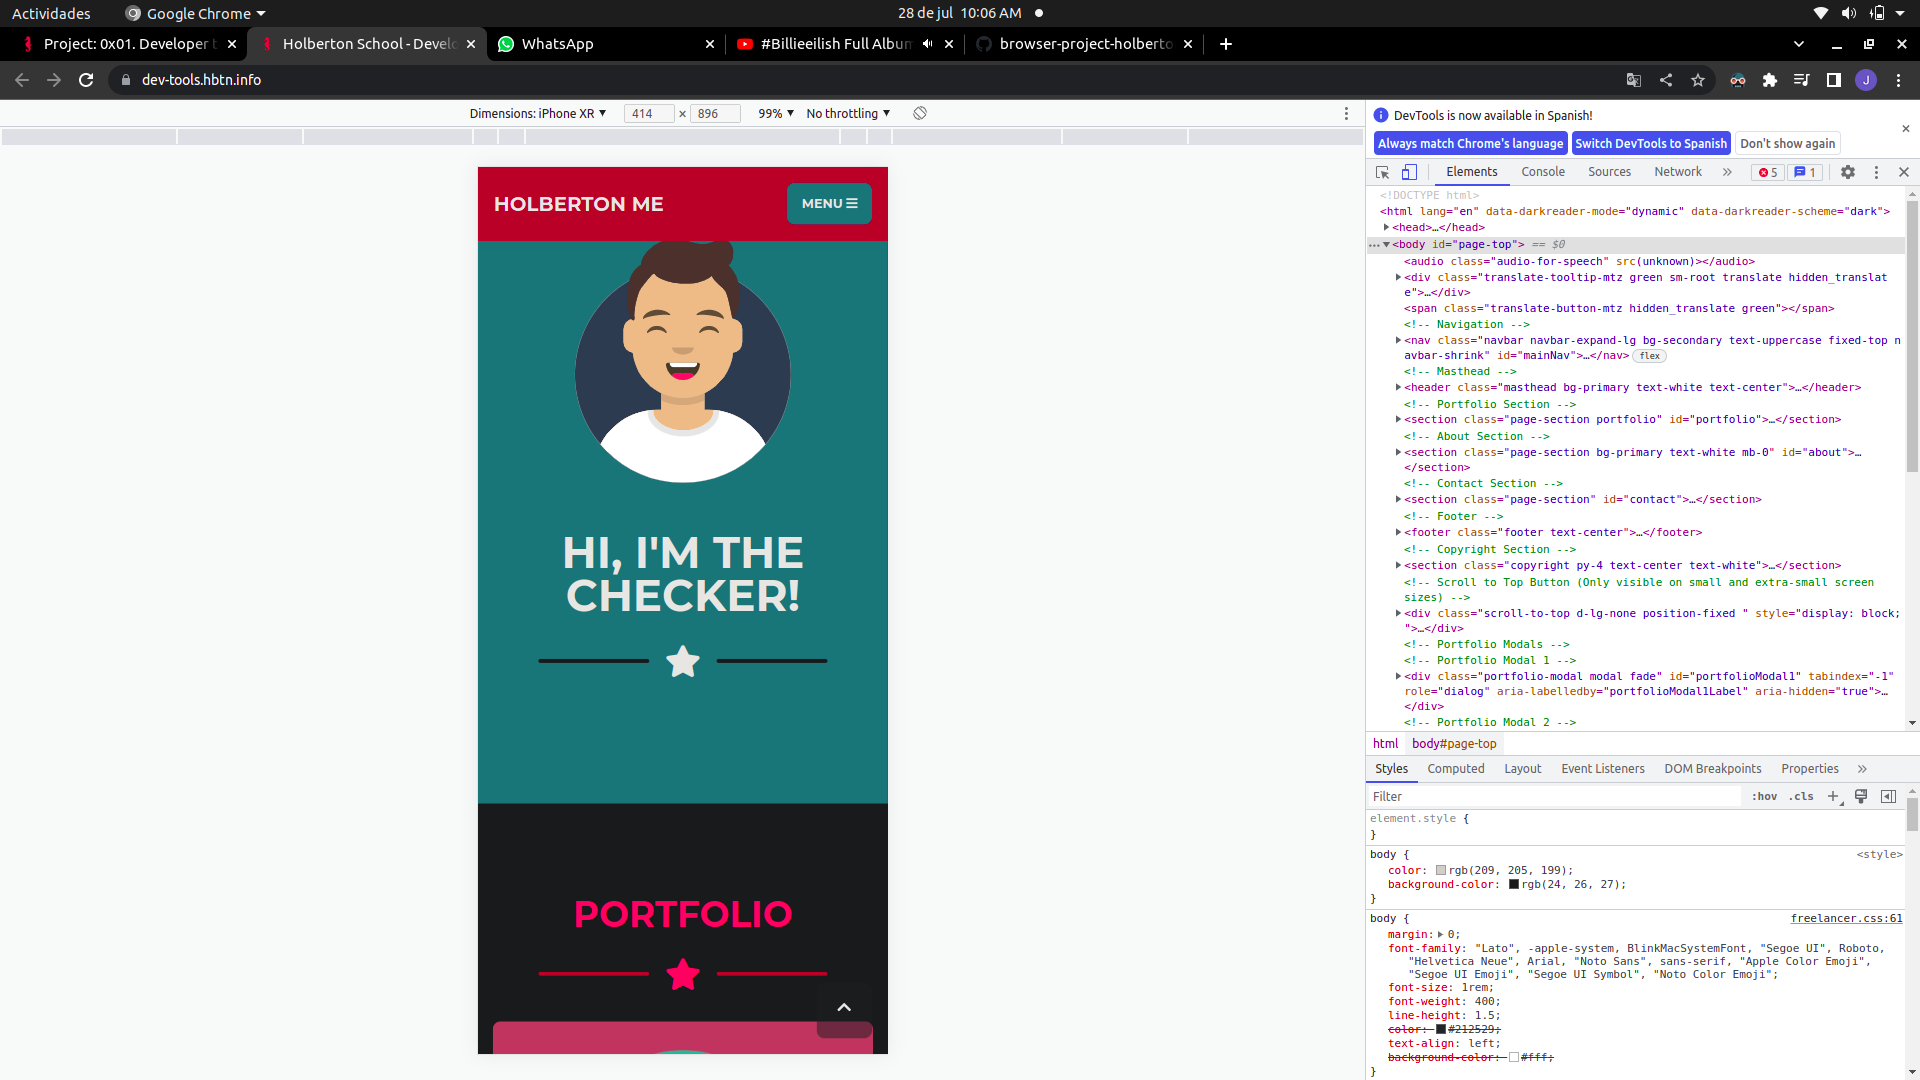 Actividades
Google Chrome
28 de jul 10:06 AM
Project: 0x01. Developer t
Holberton School - Develo
WhatsApp
#Billieeilish Full Album
browser-project-holberto
dev-tools.hbtn.info
J
Dimensions: iPhone XR
414 × 896
99%
No throttling
HOLBERTON ME
MENU
HI, I'M THE
CHECKER!
PORTFOLIO
DevTools is now available in Spanish!
Always match Chrome's language
Switch DevTools to Spanish
Don't show again
Elements
Console
Sources
Network
5
1
<!DOCTYPE html>
<html lang="en" data-darkreader-mode="dynamic" data-darkreader-scheme="dark">
<head>…</head>
<body id="page-top"> == $0
<audio class="audio-for-speech" src(unknown)></audio>
<div class="translate-tooltip-mtz green sm-root translate hidden_translat
e">…</div>
<span class="translate-button-mtz hidden_translate green"></span>
<!-- Navigation -->
<nav class="navbar navbar-expand-lg bg-secondary text-uppercase fixed-top n
avbar-shrink" id="mainNav">…</nav> flex
<!-- Masthead -->
<header class="masthead bg-primary text-white text-center">…</header>
<!-- Portfolio Section -->
<section class="page-section portfolio" id="portfolio">…</section>
<!-- About Section -->
<section class="page-section bg-primary text-white mb-0" id="about">…
</section>
<!-- Contact Section -->
<section class="page-section" id="contact">…</section>
<!-- Footer -->
<footer class="footer text-center">…</footer>
<!-- Copyright Section -->
<section class="copyright py-4 text-center text-white">…</section>
<!-- Scroll to Top Button (Only visible on small and extra-small screen
sizes) -->
<div class="scroll-to-top d-lg-none position-fixed " style="display: block;
">…</div>
<!-- Portfolio Modals -->
<!-- Portfolio Modal 1 -->
<div class="portfolio-modal modal fade" id="portfolioModal1" tabindex="-1"
role="dialog" aria-labelledby="portfolioModal1Label" aria-hidden="true">…
</div>
<!-- Portfolio Modal 2 -->
html
body#page-top
Styles
Computed
Layout
Event Listeners
DOM Breakpoints
Properties
Filter
:hov
.cls
element.style {
}
body {
<style>
color: rgb(209, 205, 199);
background-color: rgb(24, 26, 27);
}
body {
freelancer.css:61
margin: 0;
font-family: "Lato", -apple-system, BlinkMacSystemFont, "Segoe UI", Roboto,
"Helvetica Neue", Arial, "Noto Sans", sans-serif, "Apple Color Emoji",
"Segoe UI Emoji", "Segoe UI Symbol", "Noto Color Emoji";
font-size: 1rem;
font-weight: 400;
line-height: 1.5;
color: #212529;
text-align: left;
background-color: #fff;
}